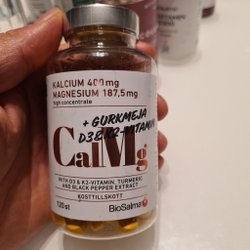 KALCIUM 400mg
MAGNESIUM 187,5mg
high concentrate
+ GURKMEJA
D3 & K2-VITAMIN
CalMg
WITH D3 & K2-VITAMIN, TURMERIC
AND BLACK PEPPER EXTRACT
KOSTTILLSKOTT
120 st
BioSalma